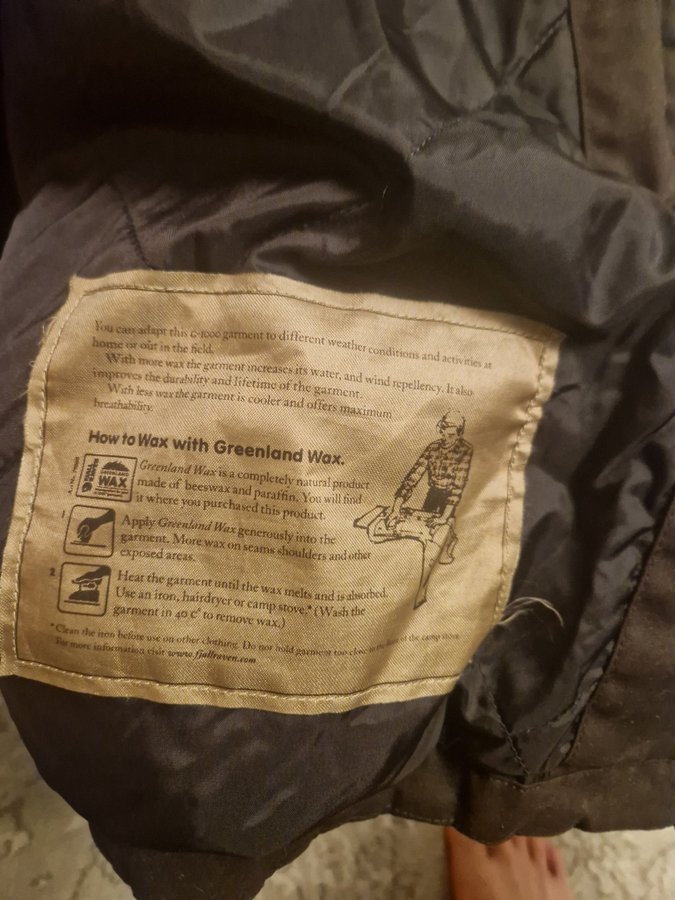 You can adapt this G-1000 garment to different weather conditions and activities at
home or out in the field.
With more wax the garment increases its water, and wind repellency. It also
improves the durability and lifetime of the garment.
With less wax the garment is cooler and offers maximum
breathability.
How to Wax with Greenland Wax.
GREENLAND
WAX
Greenland Wax is a completely natural product
made of beeswax and paraffin. You will find
it where you purchased this product.
1
Apply Greenland Wax generously into the
garment. More wax on seams shoulders and other
exposed areas.
2
Heat the garment until the wax melts and is absorbed.
Use an iron, hairdryer or camp stove.* (Wash the
garment in 40 c° to remove wax.)
*Clean the iron before use on other clothing. Do not hold garment too close to the fire of the camp stove.
For more information visit www.fjallraven.com